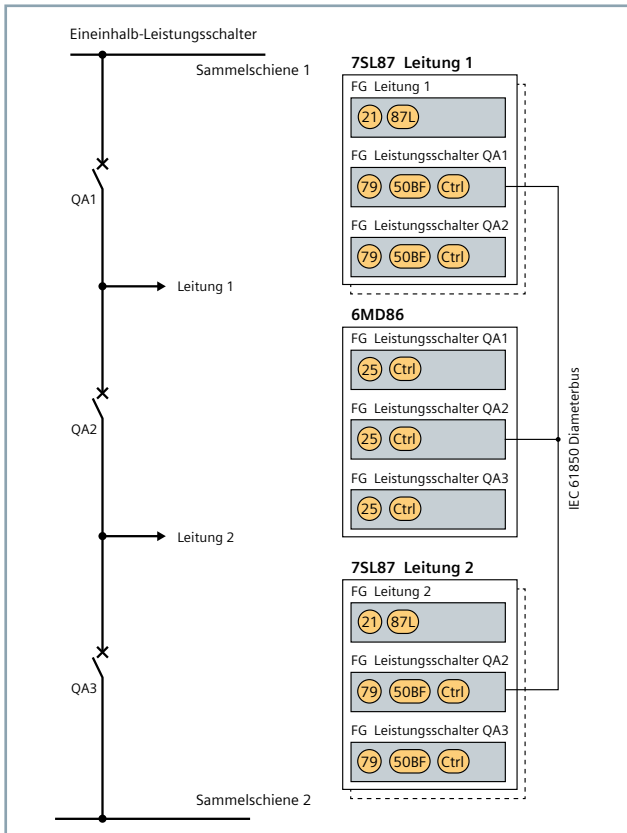 Eineinhalb-Leistungsschalter
Sammelschiene 1
QA1
Leitung 1
QA2
Leitung 2
QA3
Sammelschiene 2
7SL87 Leitung 1
FG Leitung 1
21 87L
FG Leistungsschalter QA1
79 50BF Ctrl
FG Leistungsschalter QA2
79 50BF Ctrl
6MD86
FG Leistungsschalter QA1
25 Ctrl
FG Leistungsschalter QA2
25 Ctrl
FG Leistungsschalter QA3
25 Ctrl
7SL87 Leitung 2
FG Leitung 2
21 87L
FG Leistungsschalter QA2
79 50BF Ctrl
FG Leistungsschalter QA3
79 50BF Ctrl
IEC 61850 Diameterbus